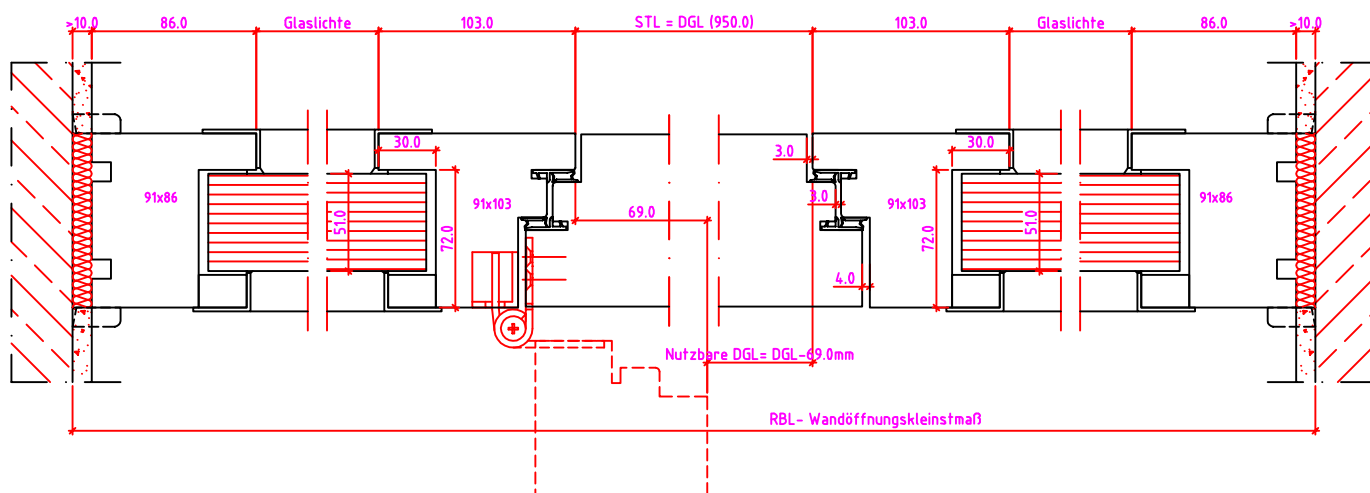 >10.0 86.0 Glaslichte 103.0 STL = DGL (950.0) 103.0 Glaslichte 86.0 >10.0
30.0 3.0 30.0
91x86 91x103 3.0 91x103 91x86
51.0 72.0 69.0 72.0 51.0
4.0
Nutzbare DGL= DGL-69.0mm
RBL- Wandöffnungskleinstmaß